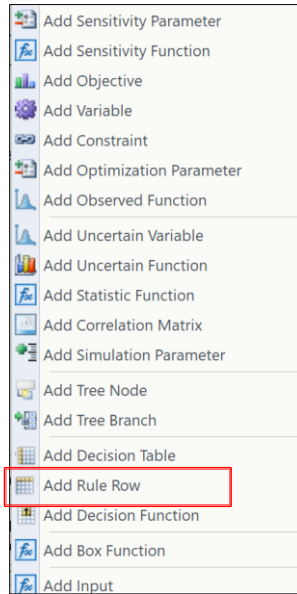 Add Sensitivity Parameter
Add Sensitivity Function
Add Objective
Add Variable
Add Constraint
Add Optimization Parameter
Add Observed Function
Add Uncertain Variable
Add Uncertain Function
Add Statistic Function
Add Correlation Matrix
Add Simulation Parameter
Add Tree Node
Add Tree Branch
Add Decision Table
Add Rule Row
Add Decision Function
Add Box Function
Add Input